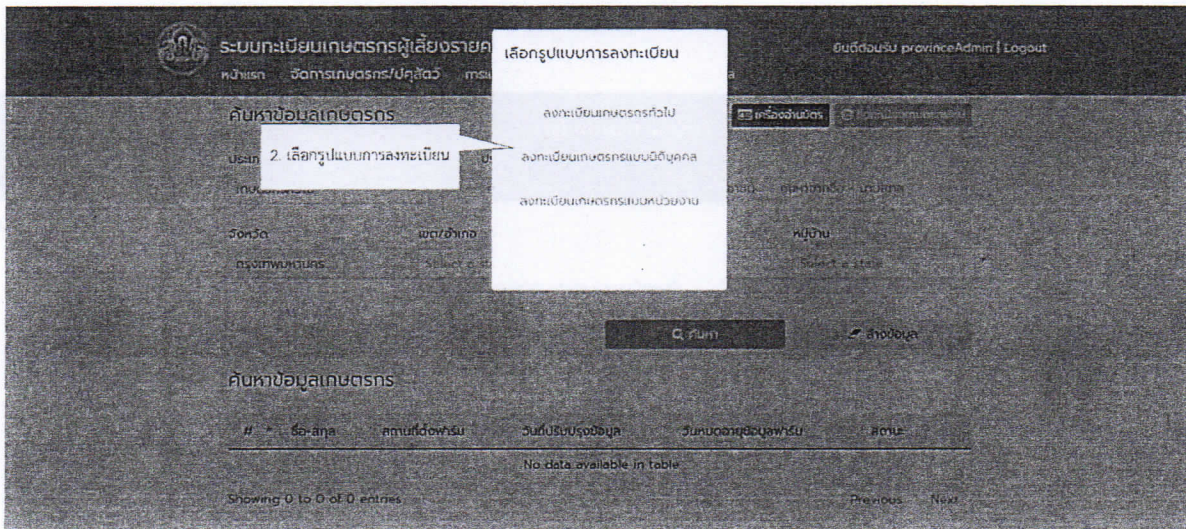 ระบบทะเบียนเกษตรกรผู้เลี้ยงรายค
ยินดีต้อนรับ provinceAdmin | Logout
หน้าแรก จัดการเกษตรกร/ปศุสัตว์
เลือกรูปแบบการลงทะเบียน
ลงทะเบียนเกษตรกรทั่วไป
ลงทะเบียนเกษตรกรแบบนิติบุคคล
ลงทะเบียนเกษตรกรแบบหน่วยงาน
ค้นหาข้อมูลเกษตรกร
เครื่องอ่านบัตร
2. เลือกรูปแบบการลงทะเบียน
จังหวัด เขต/อำเภอ หมู่บ้าน
กรุงเทพมหานคร Select a state
ค้นหา ล้างข้อมูล
ค้นหาข้อมูลเกษตรกร
# ชื่อ-สกุล สถานที่ตั้งฟาร์ม วันที่ปรับปรุงข้อมูล วันหมดอายุข้อมูลฟาร์ม สถานะ
No data available in table
Showing 0 to 0 of 0 entries
Previous Next